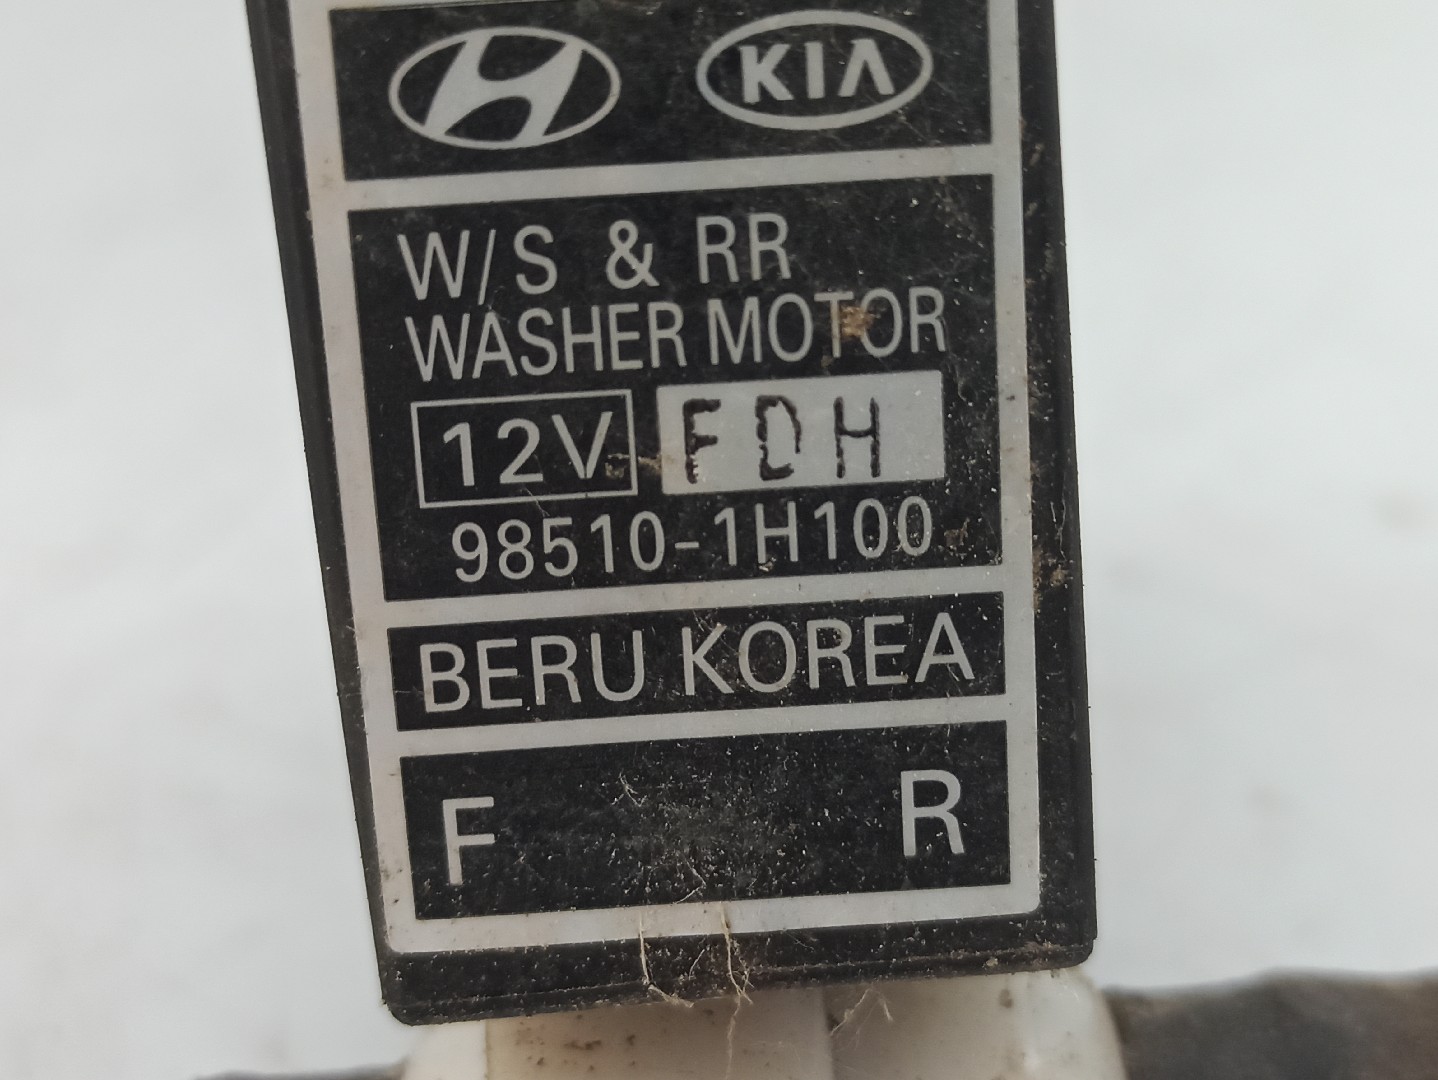 KIA
W/S & RR
WASHER MOTOR
12V FDH
98510-1H100
BERU KOREA
F R